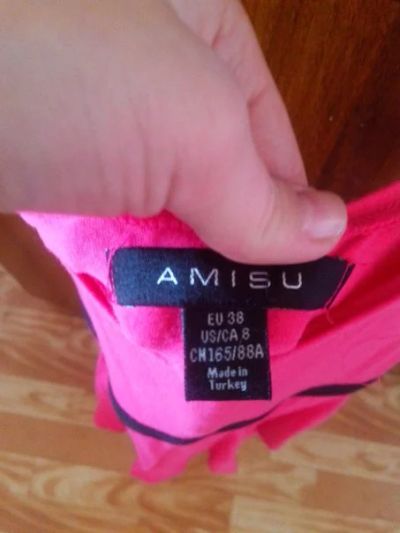 AMISU
EU 38
US/CA 8
CN165/88A
Made in
Turkey